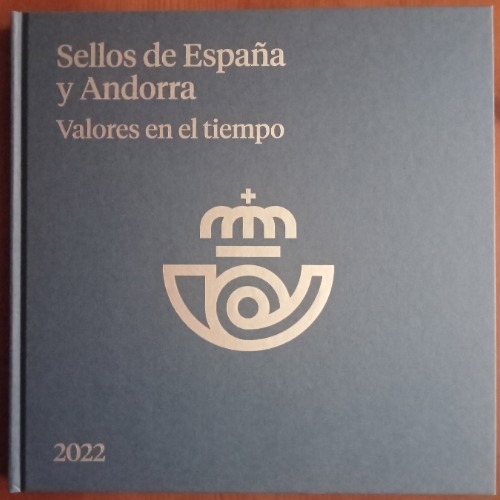 Sellos de España
y Andorra
Valores en el tiempo
2022